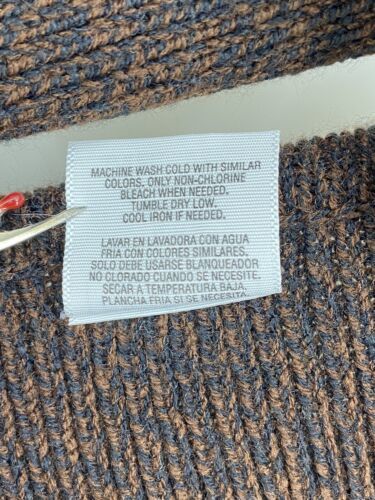 MACHINE WASH COLD WITH SIMILAR
COLORS, ONLY NON-CHLORINE
BLEACH WHEN NEEDED.
TUMBLE DRY LOW.
COOL IRON IF NEEDED.
LAVAR EN LAVADORA CON AGUA
FRIA CON COLORES SIMILARES.
SOLO DEBE USARSE BLANQUEADOR
NO CLORADO CUANDO SE NECESITE.
SECAR A TEMPERATURA BAJA.
PLANCHA FRIA SI SE NECESITE.